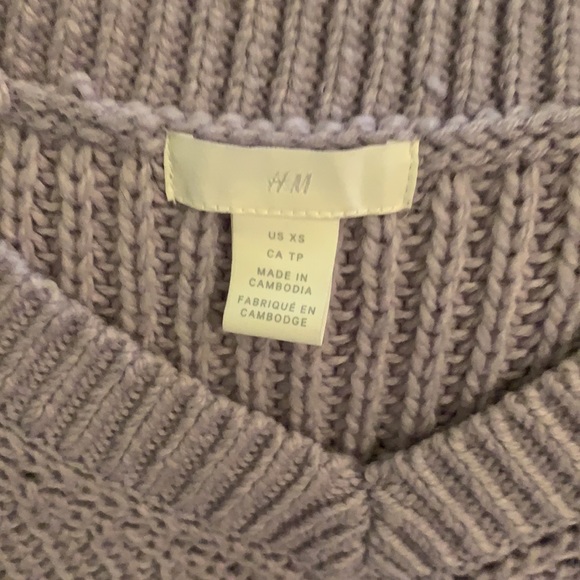 H&M
US XS
CA TP
MADE IN
CAMBODIA
FABRIQUÉ EN
CAMBODGE